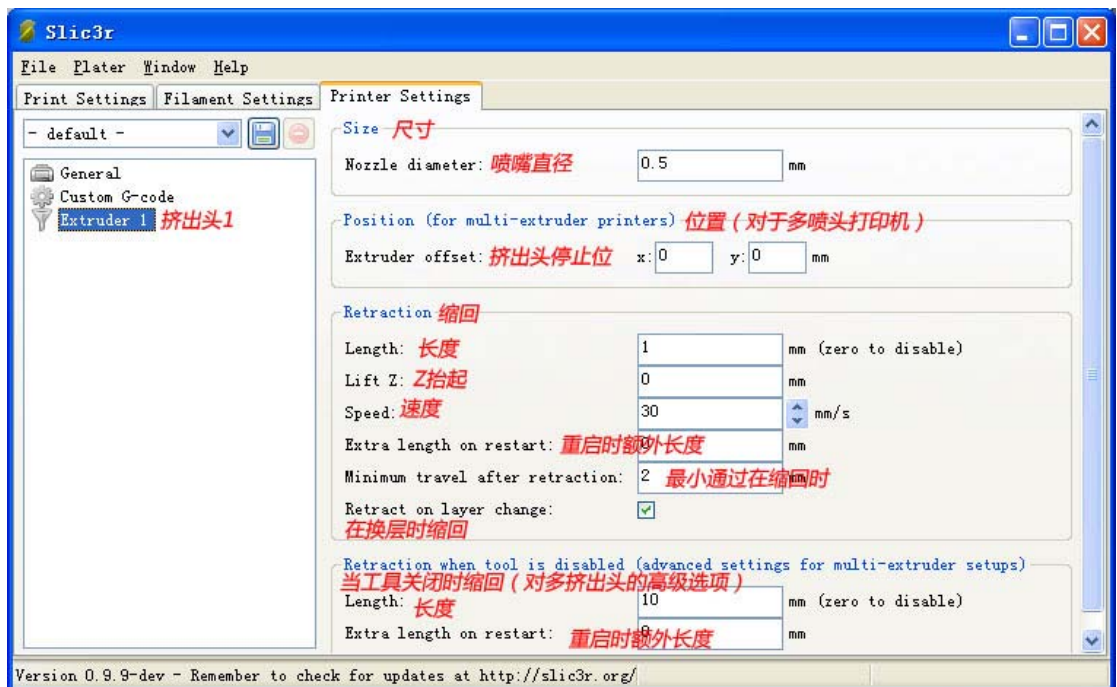 Slic3r
File Plater Window Help
Print Settings Filament Settings Printer Settings
- default -
General
Custom G-code
Extruder 1 挤出头1
Size 尺寸
Nozzle diameter: 喷嘴直径 0.5 mm
Position (for multi-extruder printers) 位置（对于多喷头打印机）
Extruder offset: 挤出头停止位 x: 0 y: 0 mm
Retraction 缩回
Length: 长度 1 mm (zero to disable)
Lift Z: Z抬起 0 mm
Speed: 速度 30 mm/s
Extra length on restart: 重启时额外长度 0 mm
Minimum travel after retraction: 2 最小通过在缩回时 mm
Retract on layer change:
在换层时缩回
Retraction when tool is disabled (advanced settings for multi-extruder setups)
当工具关闭时缩回（对多挤出头的高级选项）
Length: 长度 10 mm (zero to disable)
Extra length on restart: 重启时额外长度 0 mm
Version 0.9.9-dev - Remember to check for updates at http://slic3r.org/